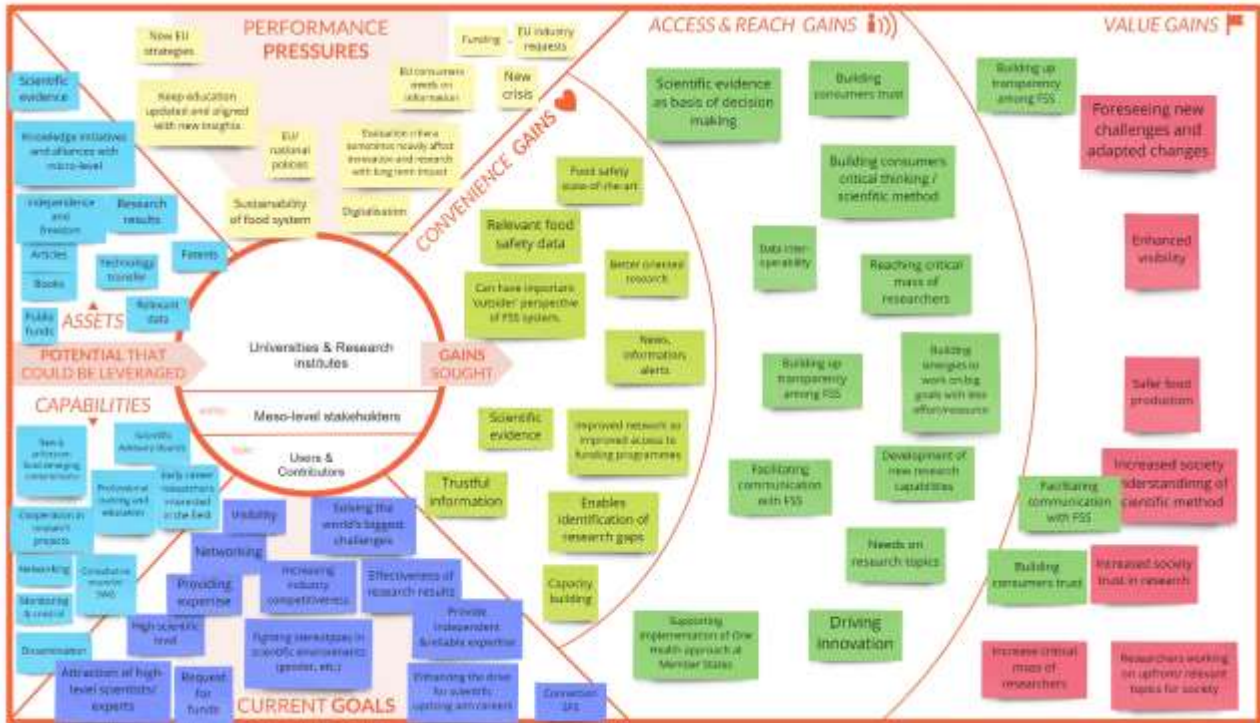 PERFORMANCE
PRESSURES
New EU
strategies
Keep education
updated and aligned
with new insights
EU/
national
policies
Sustainability
of food system
Digitalisation
Evaluation criteria
sometimes heavily affect
innovation and research
with long term impact
EU consumers
needs on
information
Funding
EU industry
requests
New
crisis
Scientific
evidence
Knowledge initiatives
and alliances with
micro-level
Independence
and
freedom
Research
results
Articles
Books
Technology
transfer
Patents
Public
funds
Relevant
data
ASSETS
POTENTIAL THAT
COULD BE LEVERAGED
CAPABILITIES
Scientific
Advisory Boards
Professional
training and
education
Early career
researchers
interested
in the field
Cooperation in
research
projects
Networking
Monitoring
& control
Dissemination
Universities & Research
institutes
Meso-level stakeholders
Users &
Contributors
GAINS
SOUGHT
CURRENT GOALS
Visibility
Networking
Solving the
world's biggest
challenges
Providing
expertise
Increasing
industry
competitiveness
Effectiveness of
research results
High scientific
level
Fighting stereotypes in
scientific environments
(gender, etc.)
Provide
independent
&reliable expertise
Attraction of high-
level scientists/
experts
Request
for
funds
Enhancing the drive
for scientific
CONVENIENCE GAINS
Food safety
state-of-the-art
Relevant food
safety data
Better oriented
research
Can have important
'outsider' perspective
of FSS system.
News,
information,
alerts
Scientific
evidence
Improved network so
improved access to
funding programmes
Trustful
information
Enables
identification of
research gaps
Capacity
building
ACCESS & REACH GAINS
Scientific evidence
as basis of decision
making
Building
consumers trust
Building consumers
critical thinking /
scienfitic method
Data inter-
operability
Reaching critical
mass of
researchers
Building up
transparency
among FSS
Building
synergies to
work on big
goals with less
effort/resource
Facilitating
communication
with FSS
Development of
new research
capabilities
Needs on
research topics
Supporting
implementation of One
Health approach at
Member States
Driving
innovation
VALUE GAINS
Building up
transparency
among FSS
Foreseeing new
challenges and
adapted changes
Enhanced
visibility
Safer food
production
Increased society
understandinng of
scientific method
Facilitating
communication
with FSS
Building
consumers trust
Increased society
trust in research
Increase critical
mass of
researchers
Researchers working
on upfront/ relevant
topics for society